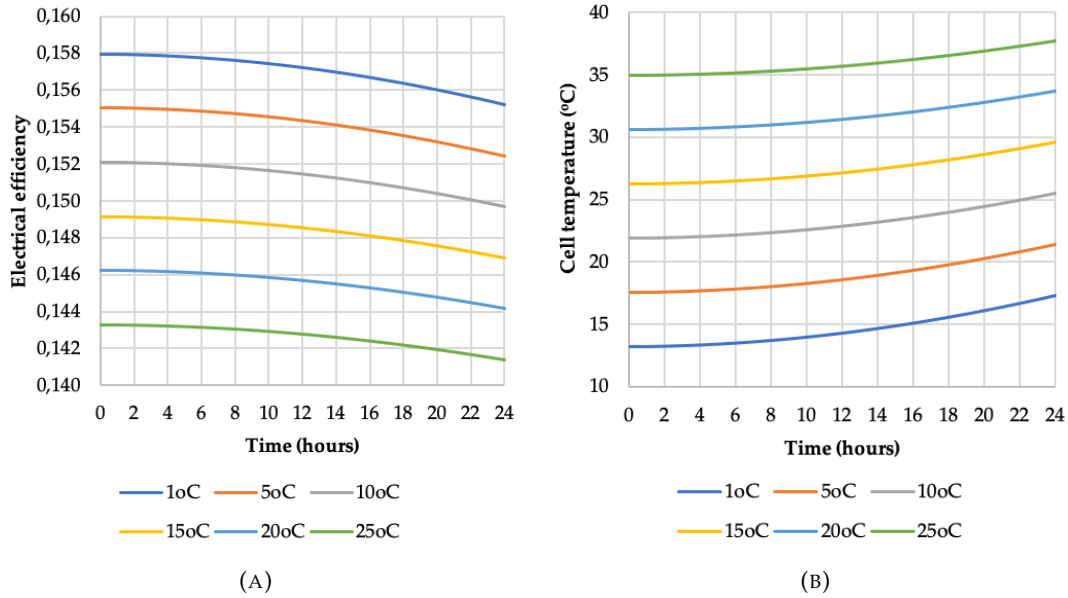 0,160
0,158
0,156
0,154
0,152
0,150
0,148
0,146
0,144
0,142
0,140
Electrical efficiency
0 2 4 6 8 10 12 14 16 18 20 22 24
Time (hours)
1oC 5oC 10oC
15oC 20oC 25oC
(A)
40
35
30
25
20
15
10
Cell temperature (ºC)
0 2 4 6 8 10 12 14 16 18 20 22 24
Time (hours)
1oC 5oC 10oC
15oC 20oC 25oC
(B)